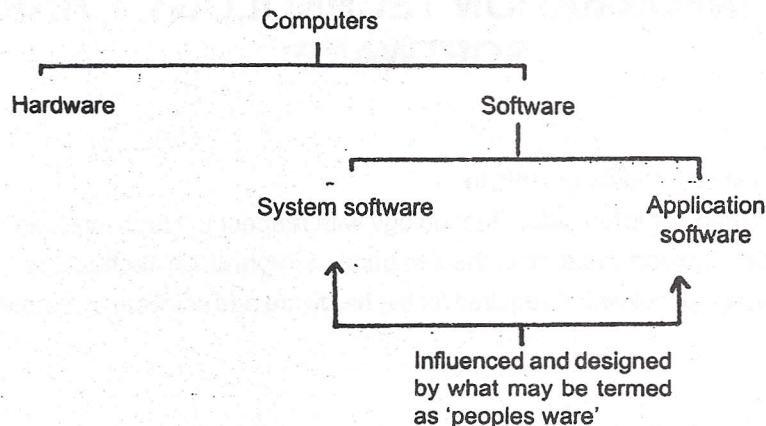 Computers
Hardware
Software
System software
Application
software
Influenced and designed
by what may be termed
as 'peoples ware'